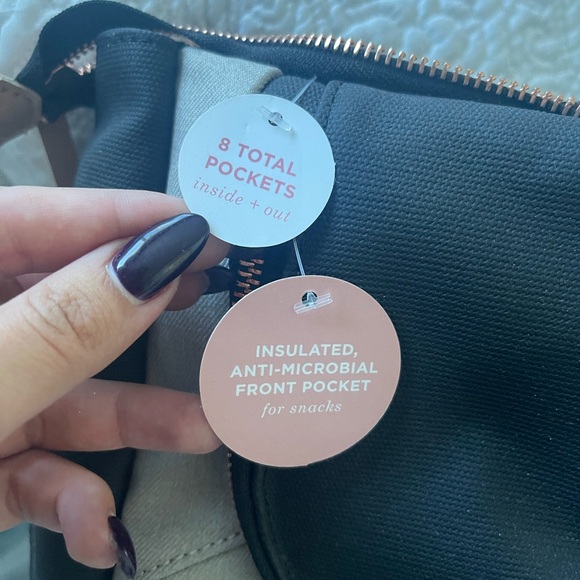 8 TOTAL
POCKETS
inside + out
INSULATED,
ANTI-MICROBIAL
FRONT POCKET
for snacks